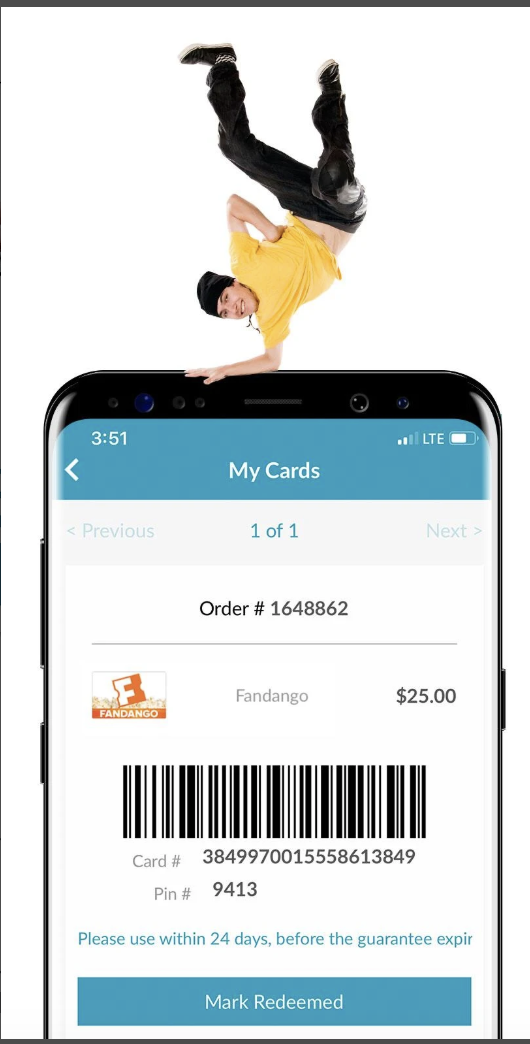 3:51 LTE
< My Cards
< Previous 1 of 1 Next >
Order # 1648862
FANDANGO Fandango $25.00
Card # 3849970015558613849
Pin # 9413
Please use within 24 days, before the guarantee expir
Mark Redeemed